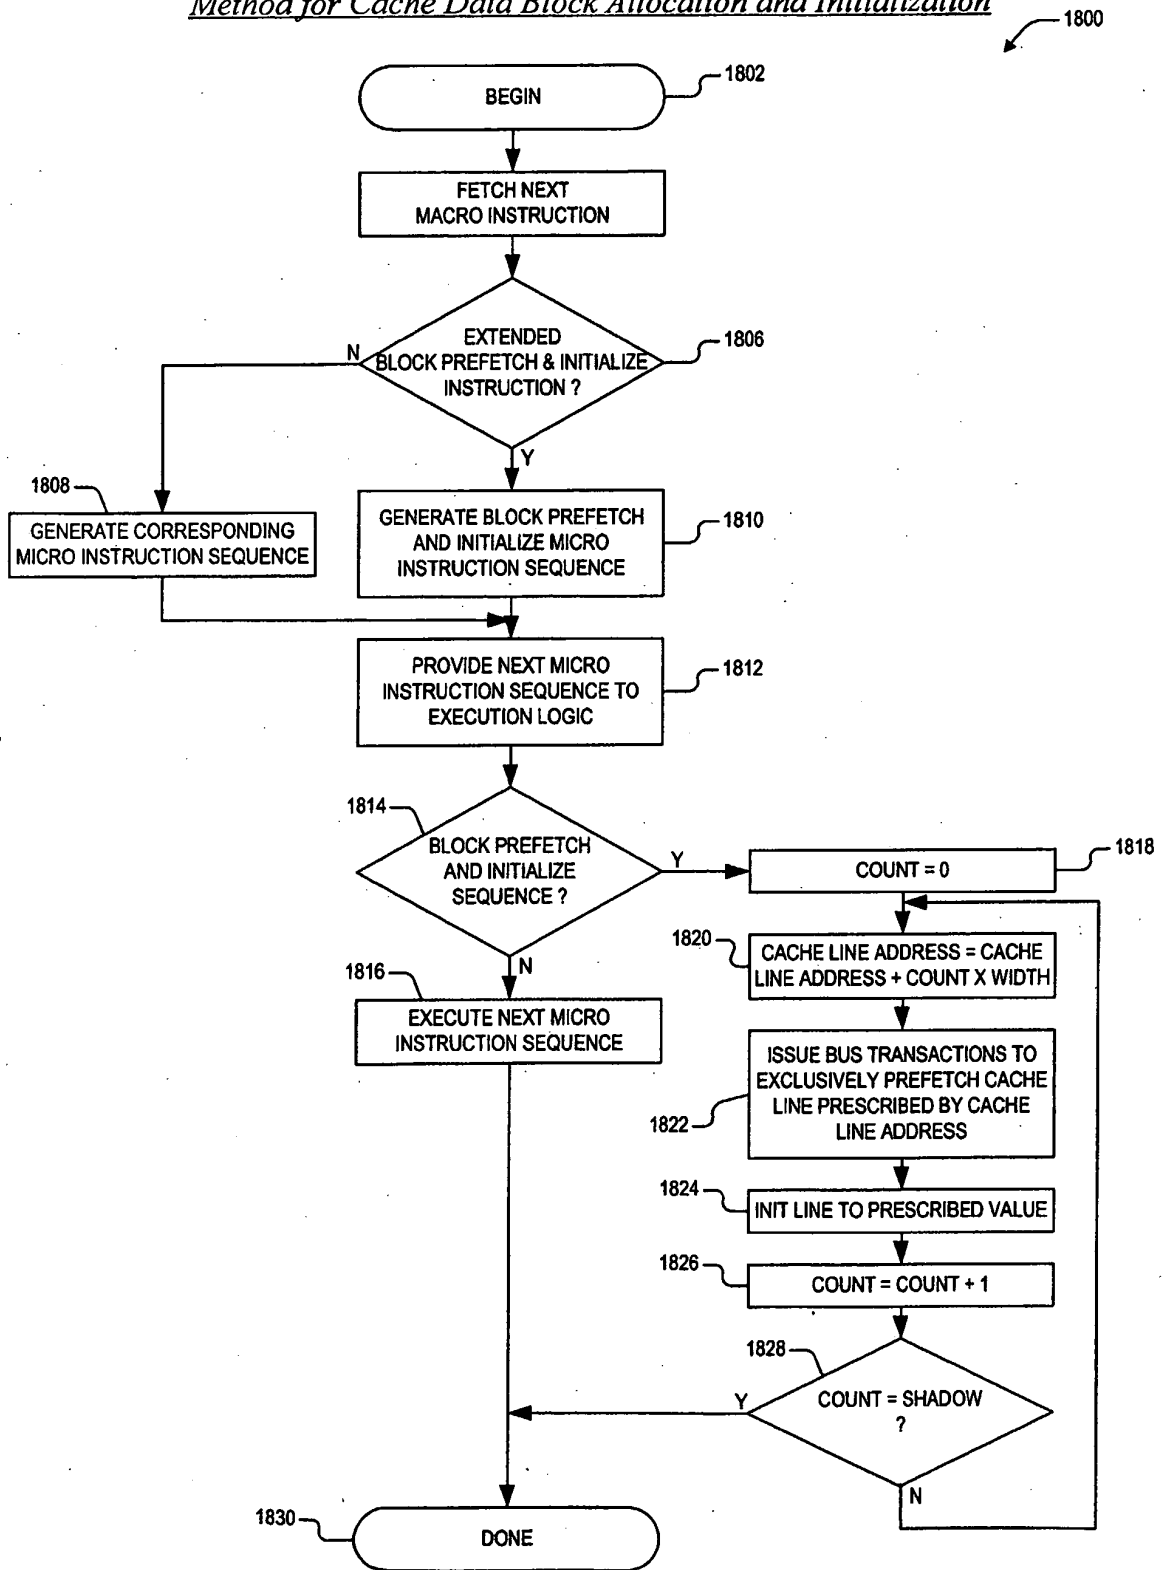 Method for Cache Data Block Allocation and Initialization
1800
BEGIN
1802
FETCH NEXT
MACRO INSTRUCTION
EXTENDED
BLOCK PREFETCH & INITIALIZE
INSTRUCTION ?
1806
N
Y
1808
GENERATE CORRESPONDING
MICRO INSTRUCTION SEQUENCE
GENERATE BLOCK PREFETCH
AND INITIALIZE MICRO
INSTRUCTION SEQUENCE
1810
PROVIDE NEXT MICRO
INSTRUCTION SEQUENCE TO
EXECUTION LOGIC
1812
1814
BLOCK PREFETCH
AND INITIALIZE
SEQUENCE ?
Y
N
COUNT = 0
1818
1820
CACHE LINE ADDRESS = CACHE
LINE ADDRESS + COUNT X WIDTH
1816
EXECUTE NEXT MICRO
INSTRUCTION SEQUENCE
ISSUE BUS TRANSACTIONS TO
EXCLUSIVELY PREFETCH CACHE
LINE PRESCRIBED BY CACHE
LINE ADDRESS
1822
1824
INIT LINE TO PRESCRIBED VALUE
1826
COUNT = COUNT + 1
1828
COUNT = SHADOW
?
Y
N
1830
DONE